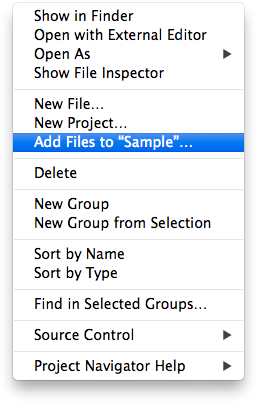 Show in Finder
Open with External Editor
Open As
Show File Inspector
New File...
New Project...
Add Files to “Sample”...
Delete
New Group
New Group from Selection
Sort by Name
Sort by Type
Find in Selected Groups...
Source Control
Project Navigator Help